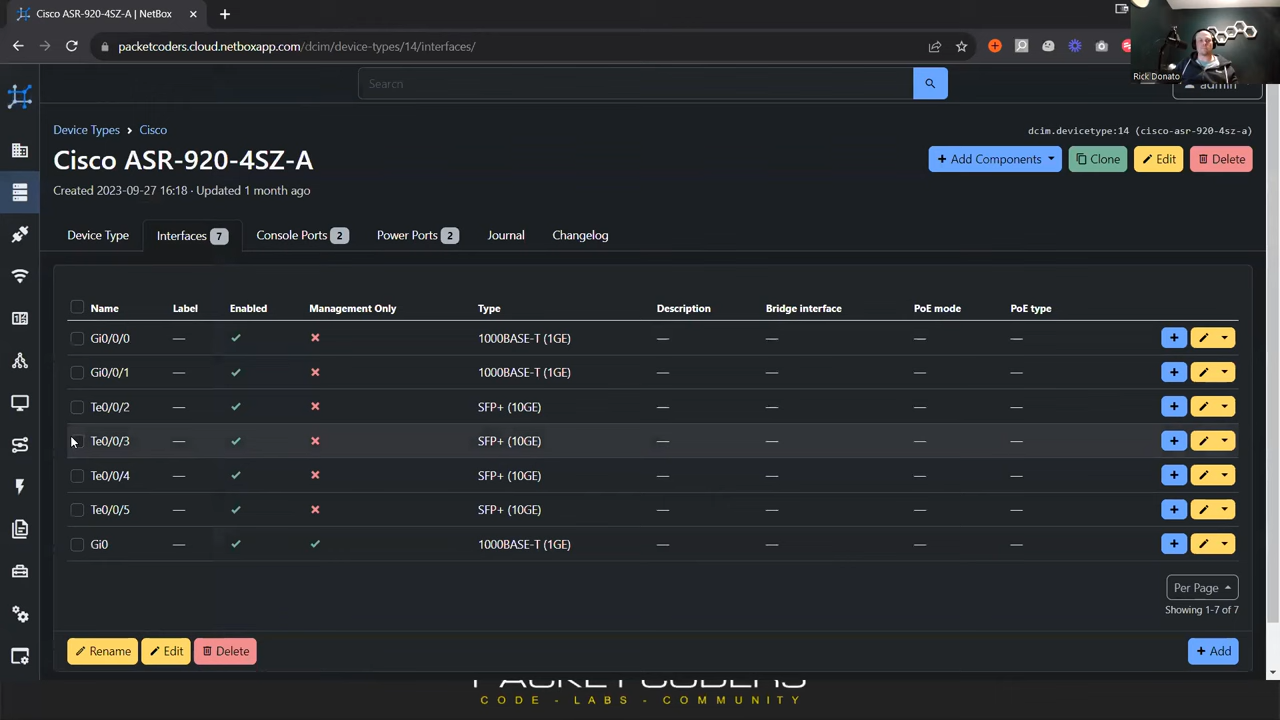 Cisco ASR-920-4SZ-A | NetBox
packetcoders.cloud.netboxapp.com/dcim/device-types/14/interfaces/
Rick Donato
Search
admin
Device Types > Cisco
dcim.devicetype:14 (cisco-asr-920-4sz-a)
Cisco ASR-920-4SZ-A
+ Add Components Clone Edit Delete
Created 2023-09-27 16:18 · Updated 1 month ago
Device Type Interfaces 7 Console Ports 2 Power Ports 2 Journal Changelog
Name Label Enabled Management Only Type Description Bridge interface PoE mode PoE type
Gi0/0/0 — 1000BASE-T (1GE) — — — —
Gi0/0/1 — 1000BASE-T (1GE) — — — —
Te0/0/2 — SFP+ (10GE) — — — —
Te0/0/3 — SFP+ (10GE) — — — —
Te0/0/4 — SFP+ (10GE) — — — —
Te0/0/5 — SFP+ (10GE) — — — —
Gi0 — 1000BASE-T (1GE) — — — —
Per Page
Showing 1-7 of 7
Rename Edit Delete + Add
PACKETCODERS
CODE - LABS - COMMUNITY